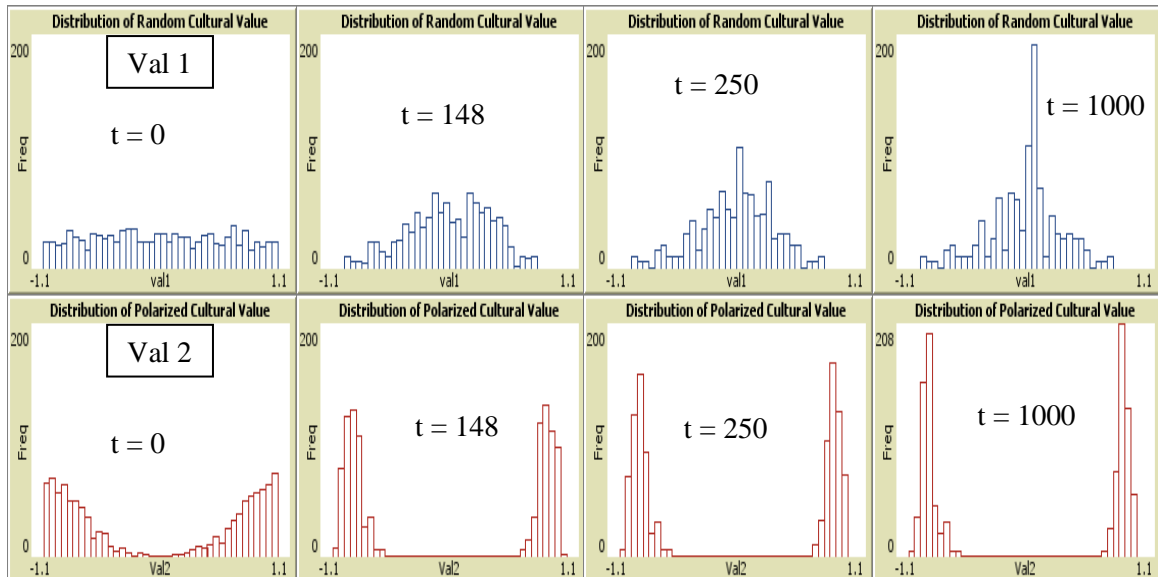 Distribution of Random Cultural Value
200
Val 1
t = 0
Freq
0
-1.1
val1
1.1
Distribution of Random Cultural Value
200
t = 148
Freq
0
-1.1
val1
1.1
Distribution of Random Cultural Value
200
t = 250
Freq
0
-1.1
val1
1.1
Distribution of Random Cultural Value
200
t = 1000
Freq
0
-1.1
val1
1.1
Distribution of Polarized Cultural Value
200
Val 2
t = 0
Freq
0
-1.1
Val2
1.1
Distribution of Polarized Cultural Value
200
t = 148
Freq
0
-1.1
Val2
1.1
Distribution of Polarized Cultural Value
200
t = 250
Freq
0
-1.1
Val2
1.1
Distribution of Polarized Cultural Value
208
t = 1000
Freq
0
-1.1
Val2
1.1